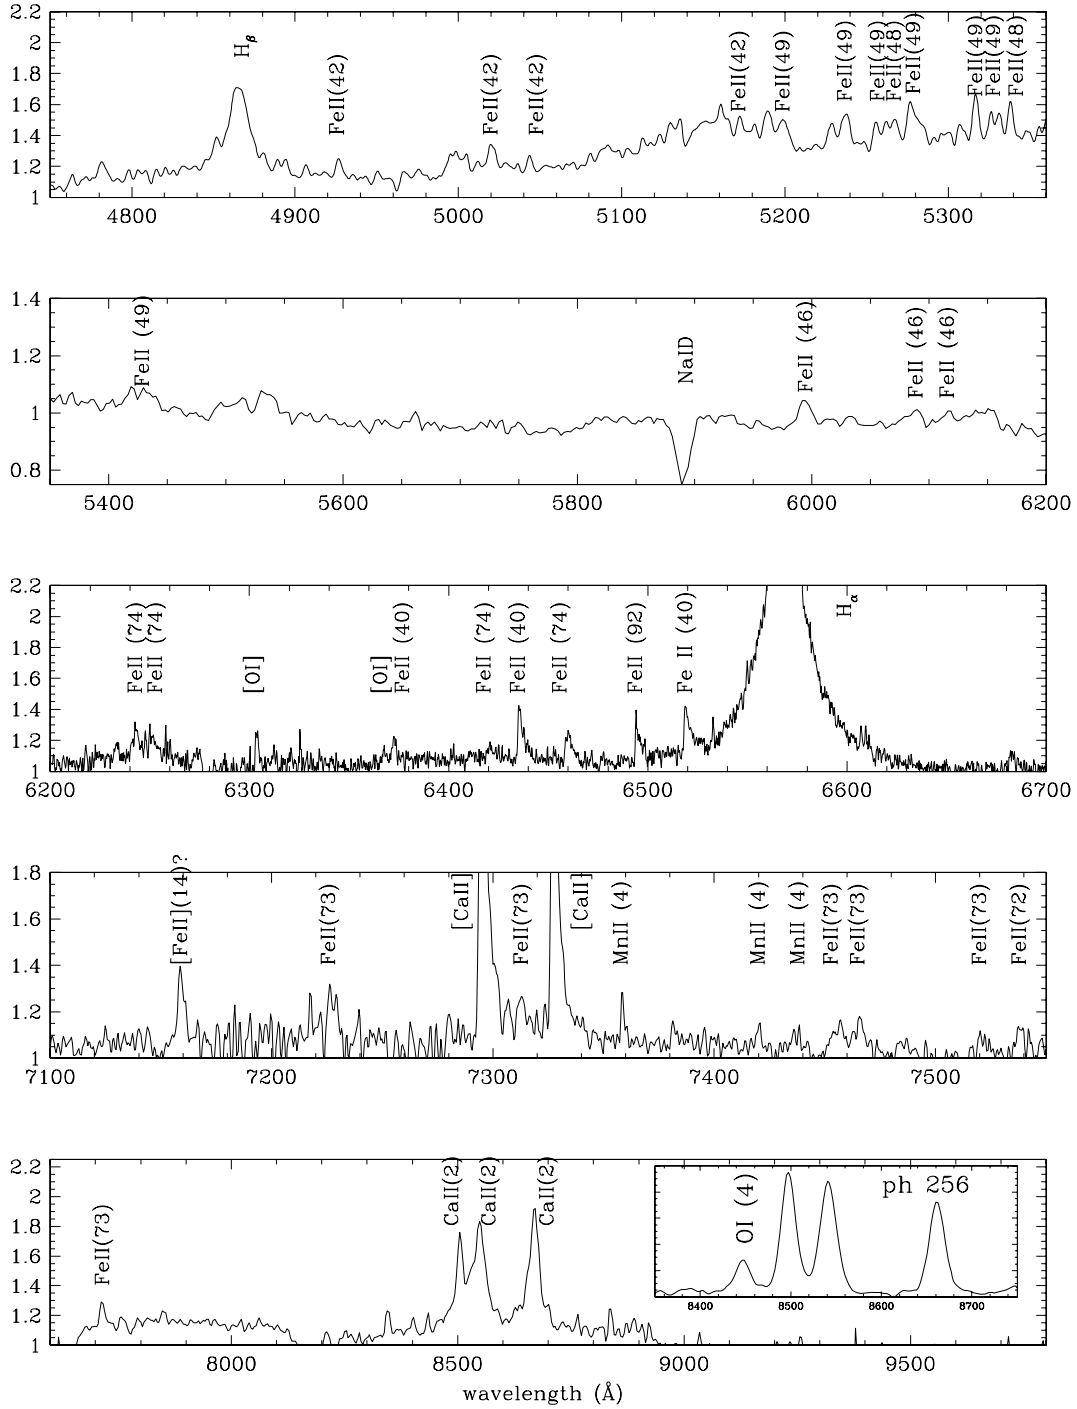 2.2
2
1.8
1.6
1.4
1.2
1
H β
FeII(42)
FeII(42)
FeII(42)
FeII(42)
FeII(49)
FeII(49)
FeII(49)
FeII(48)
FeII(49)
FeII(49)
FeII(49)
FeII(48)
4800 4900 5000 5100 5200 5300
1.4
1.2
1
0.8
FeII (49)
NaID
FeII (46)
FeII (46)
FeII (46)
5400 5600 5800 6000 6200
2.2
2
1.8
1.6
1.4
1.2
1
FeII (74)
FeII (74)
[OI]
[OI]
FeII (40)
FeII (74)
FeII (40)
FeII (74)
FeII (92)
Fe II (40)
H α
6200 6300 6400 6500 6600 6700
1.8
1.6
1.4
1.2
1
[FeII](14)?
FeII(73)
[CaII]
FeII(73)
[CaII]
MnII (4)
MnII (4)
MnII (4)
FeII(73)
FeII(73)
FeII(73)
FeII(72)
7100 7200 7300 7400 7500
2.2
2
1.8
1.6
1.4
1.2
1
FeII(73)
CaII(2)
CaII(2)
CaII(2)
OI (4)
ph 256
8400 8500 8600 8700
8000 8500 9000 9500
wavelength (Å)